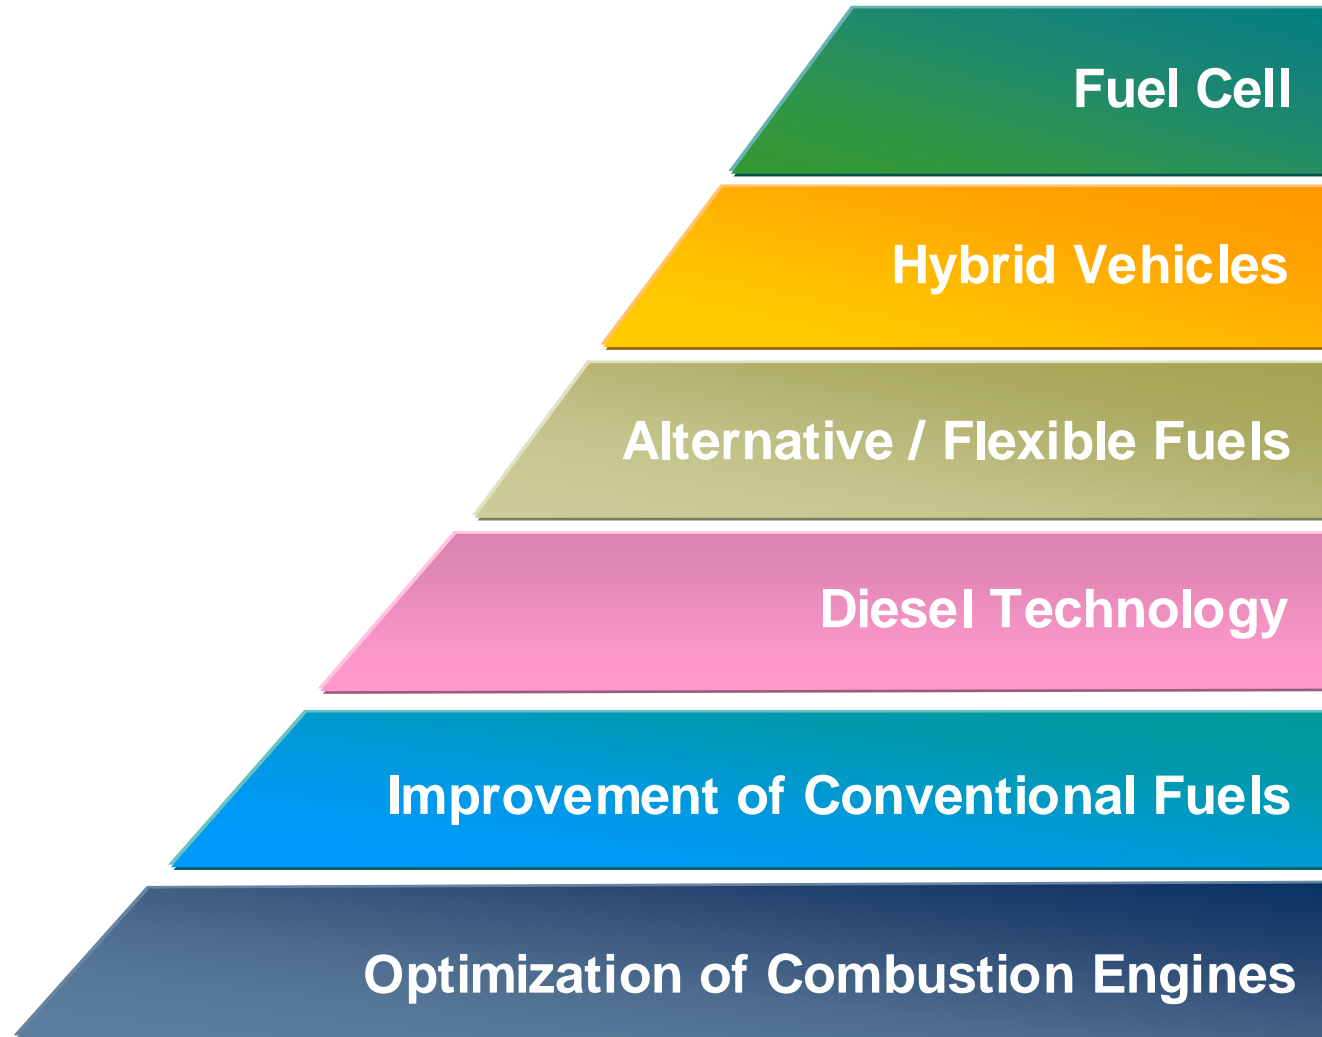 Fuel Cell
Hybrid Vehicles
Alternative / Flexible Fuels
Diesel Technology
Improvement of Conventional Fuels
Optimization of Combustion Engines